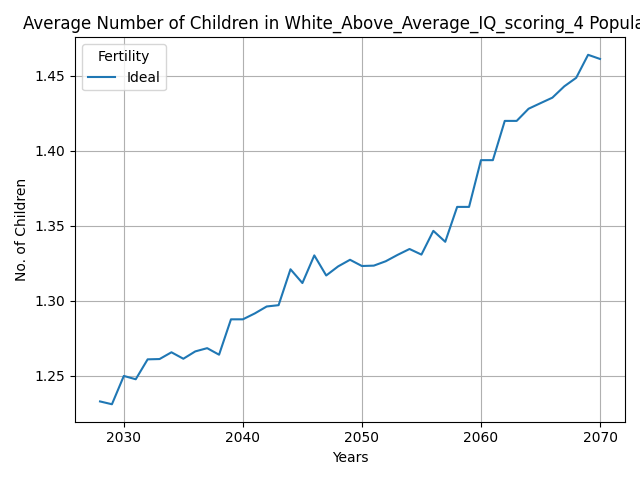 Average Number of Children in White_Above_Average_IQ_scoring_4 Popula
Fertility
Ideal
1.45
1.40
1.35
1.30
1.25
No. of Children
2030 2040 2050 2060 2070
Years